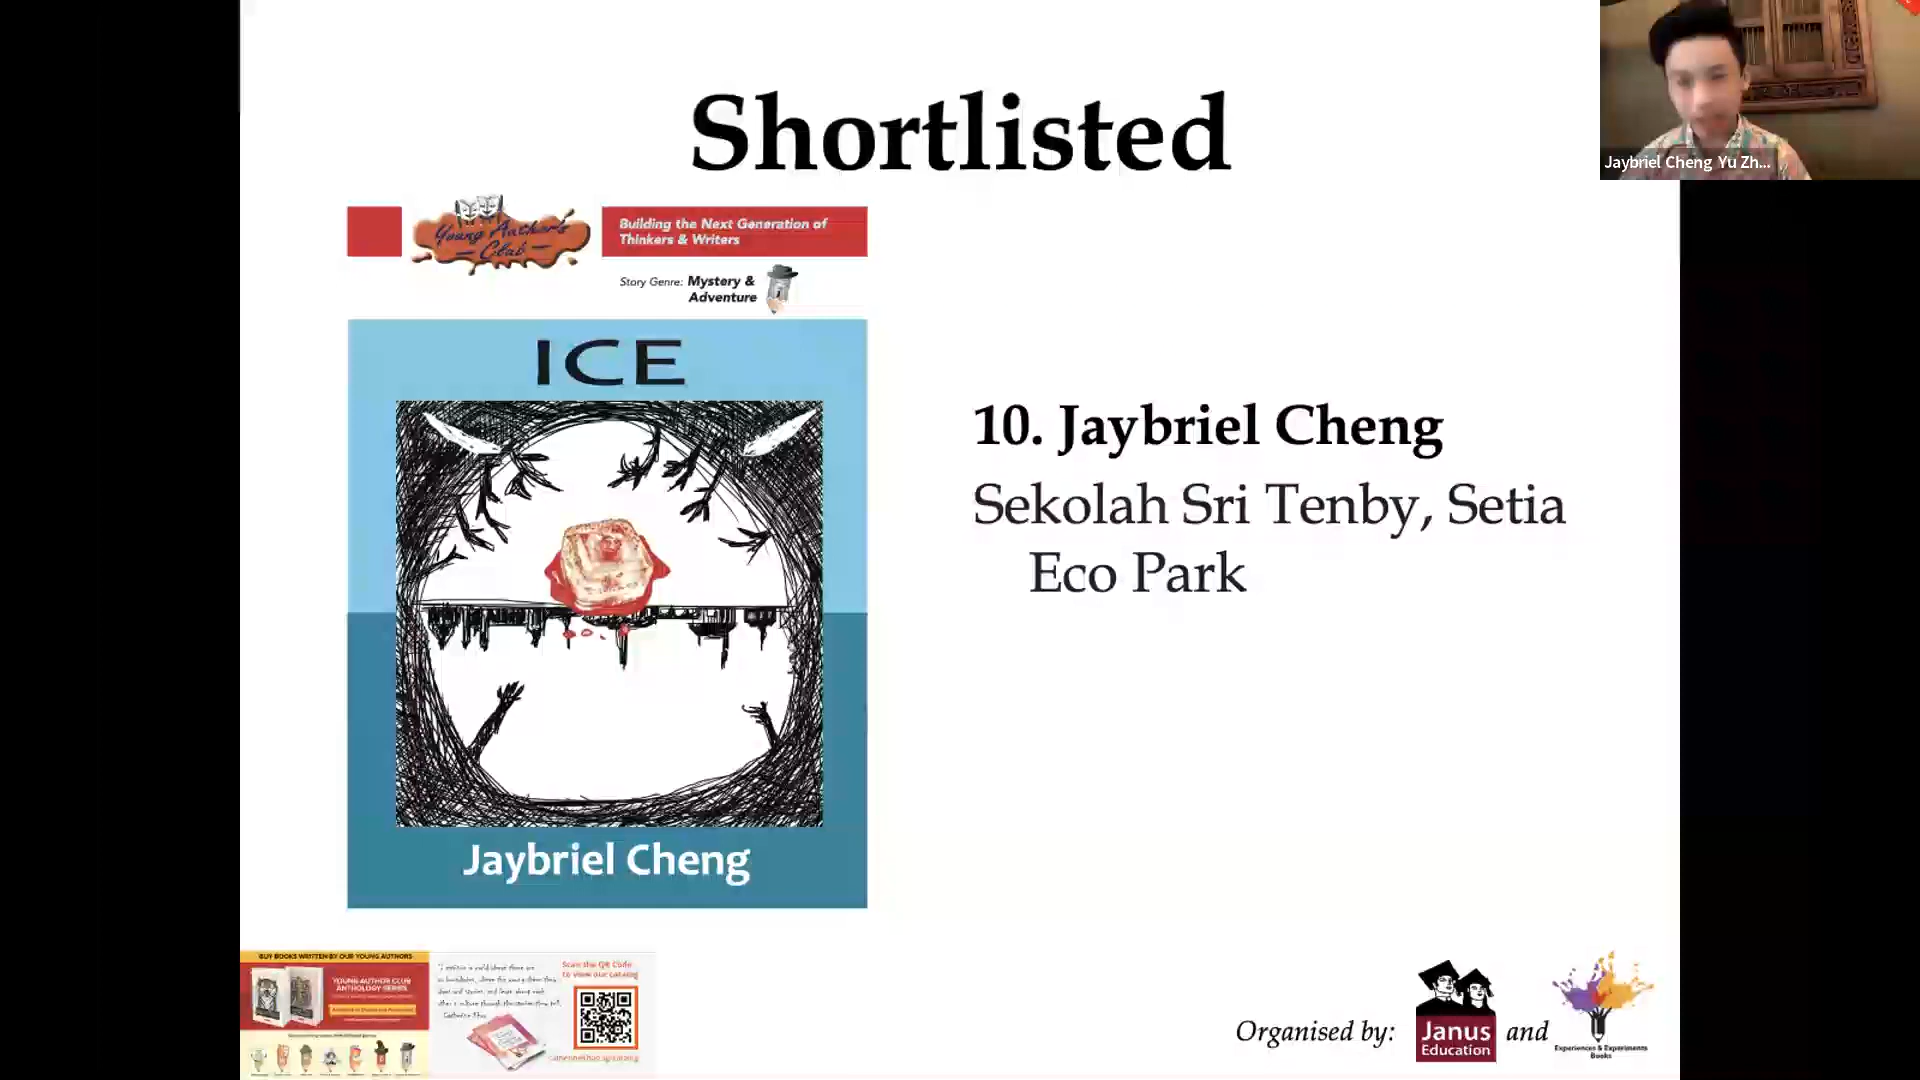 Shortlisted
Jaybriel Cheng Yu Zh...
Young Author's
Club
Building the Next Generation of
Thinkers & Writers
Story Genre: Mystery &
Adventure
ICE
10. Jaybriel Cheng
Sekolah Sri Tenby, Setia
Eco Park
Jaybriel Cheng
BUY BOOKS WRITTEN BY OUR YOUNG AUTHORS
YOUNG AUTHOR CLUB
ANTHOLOGY SERIES
Scan the QR Code
to view our catalog
Organised by:
Janus
Education
and
Experiences & Experiments
Books